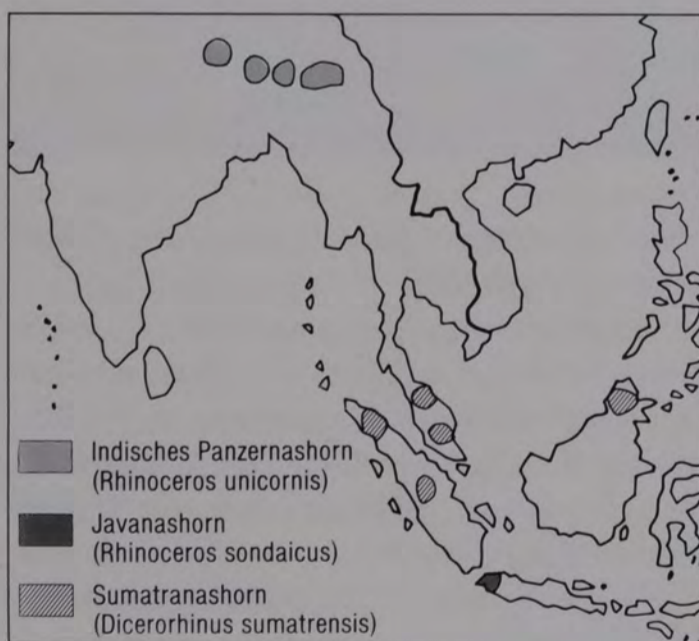 Indisches Panzernashorn
(Rhinoceros unicornis)
Javanashorn
(Rhinoceros sondaicus)
Sumatranashorn
(Dicerorhinus sumatrensis)